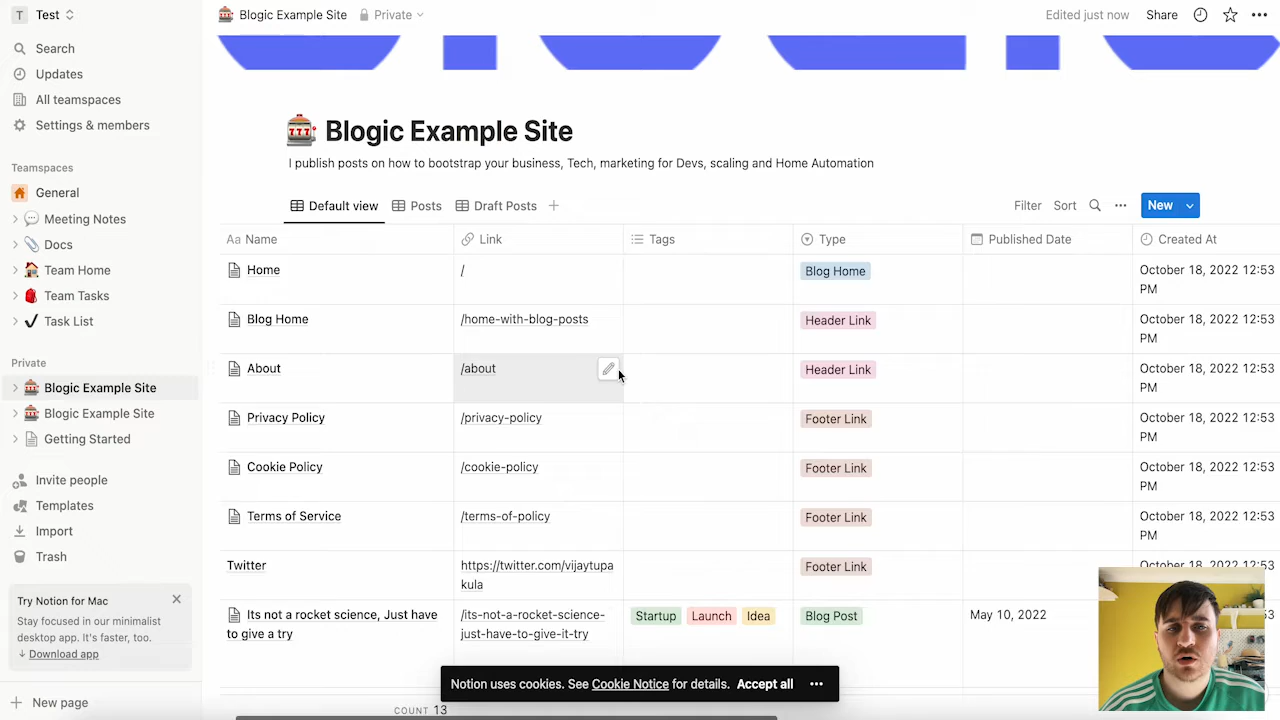 T Test
Blogic Example Site Private
Edited just now Share
Search
Updates
All teamspaces
Settings & members
Teamspaces
General
Meeting Notes
Docs
Team Home
Team Tasks
Task List
Private
Blogic Example Site
Blogic Example Site
Getting Started
Invite people
Templates
Import
Trash
Try Notion for Mac
Stay focused in our minimalist
desktop app. It's faster, too.
↓ Download app
New page
Blogic Example Site
I publish posts on how to bootstrap your business, Tech, marketing for Devs, scaling and Home Automation
Default view Posts Draft Posts
Filter Sort New
Aa Name Link Tags Type Published Date Created At
Home / Blog Home October 18, 2022 12:53
PM
Blog Home /home-with-blog-posts Header Link October 18, 2022 12:53
PM
About /about Header Link October 18, 2022 12:53
PM
Privacy Policy /privacy-policy Footer Link October 18, 2022 12:53
PM
Cookie Policy /cookie-policy Footer Link October 18, 2022 12:53
PM
Terms of Service /terms-of-policy Footer Link October 18, 2022 12:53
PM
Twitter https://twitter.com/vijaytupa Footer Link October 18, 2022 12:53
kula
Its not a rocket science, Just have /its-not-a-rocket-science- Startup Launch Idea Blog Post May 10, 2022
to give a try just-have-to-give-it-try
Notion uses cookies. See Cookie Notice for details. Accept all
COUNT 13